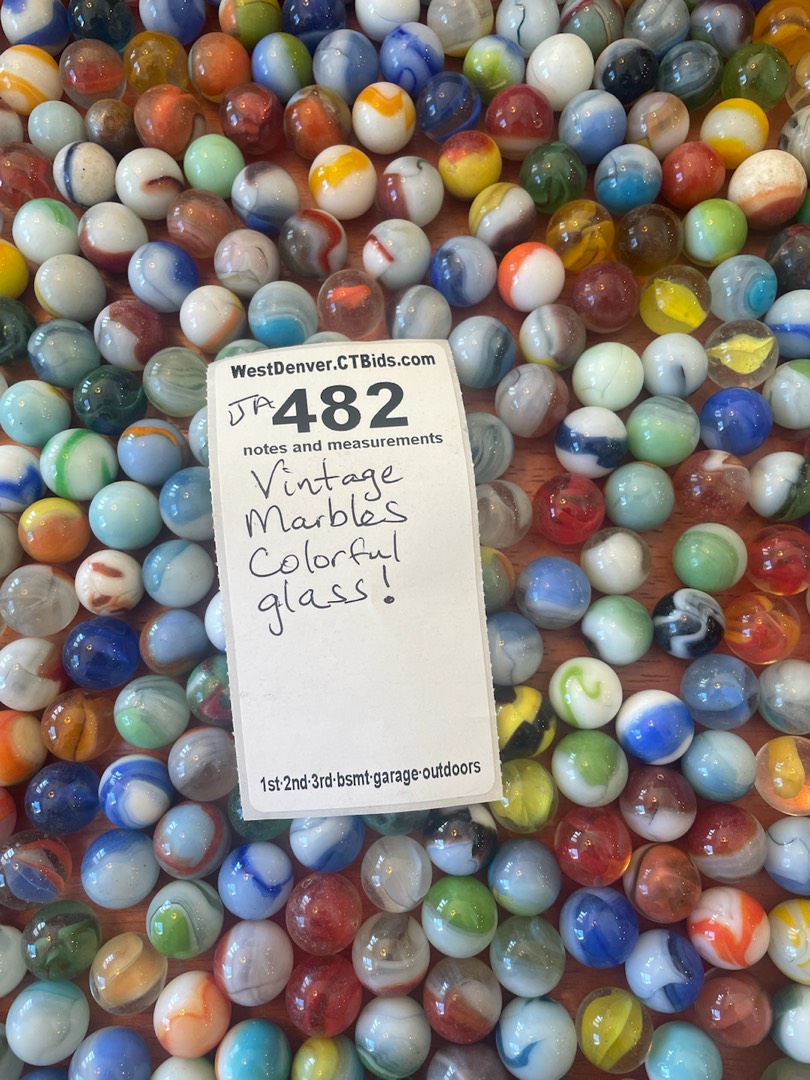 WestDenver.CTBids.com
JA 482
notes and measurements
Vintage
Marbles
Colorful
glass!
1st·2nd·3rd·bsmt·garage·outdoors